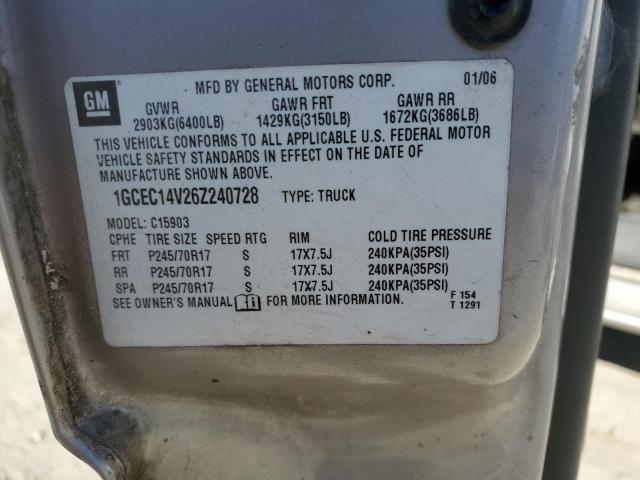 GM
MFD BY GENERAL MOTORS CORP. 01/06
GVWR GAWR FRT GAWR RR
2903KG(6400LB) 1429KG(3150LB) 1672KG(3686LB)
THIS VEHICLE CONFORMS TO ALL APPLICABLE U.S. FEDERAL MOTOR
VEHICLE SAFETY STANDARDS IN EFFECT ON THE DATE OF
MANUFACTURE SHOWN ABOVE.
1GCEC14V26Z240728 TYPE: TRUCK
MODEL: C15903
CPHE TIRE SIZE SPEED RTG RIM COLD TIRE PRESSURE
FRT P245/70R17 S 17X7.5J 240KPA(35PSI)
RR P245/70R17 S 17X7.5J 240KPA(35PSI)
SPA P245/70R17 S 17X7.5J 240KPA(35PSI)
SEE OWNER'S MANUAL FOR MORE INFORMATION. F 154
T 1291